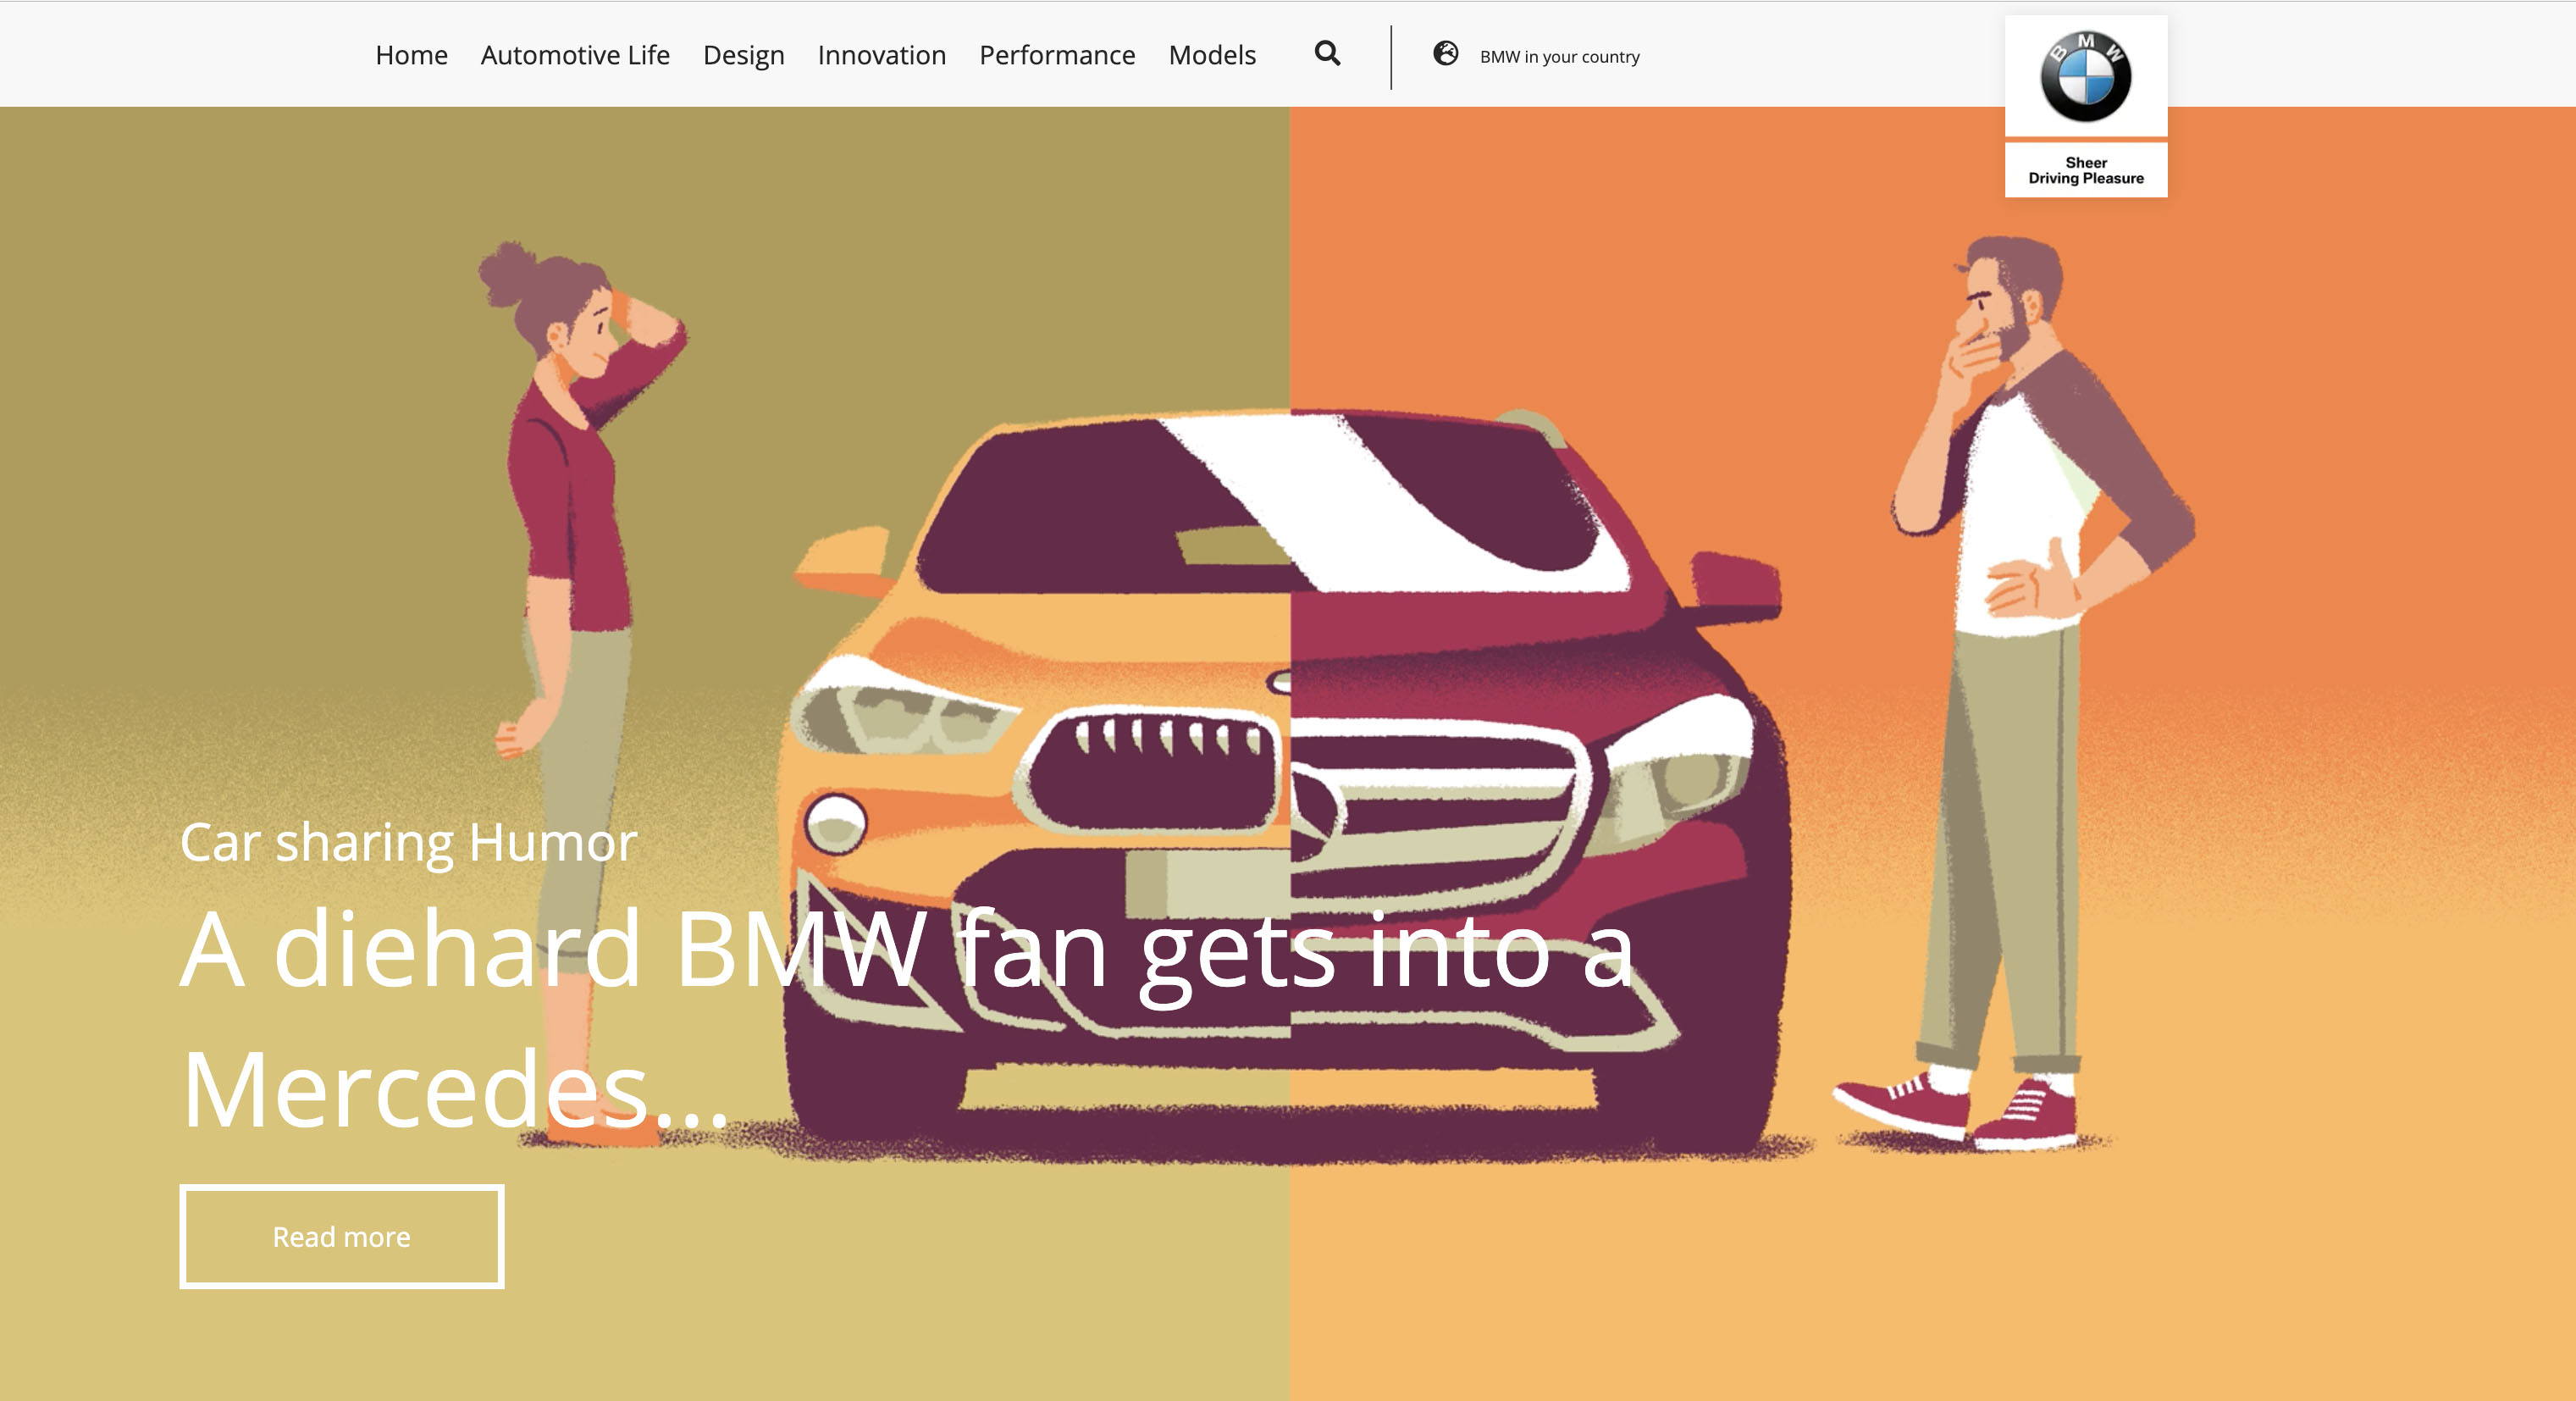 Home Automotive Life Design Innovation Performance Models BMW in your country
BMW
Sheer
Driving Pleasure
Car sharing Humor
A diehard BMW fan gets into a
Mercedes...
Read more